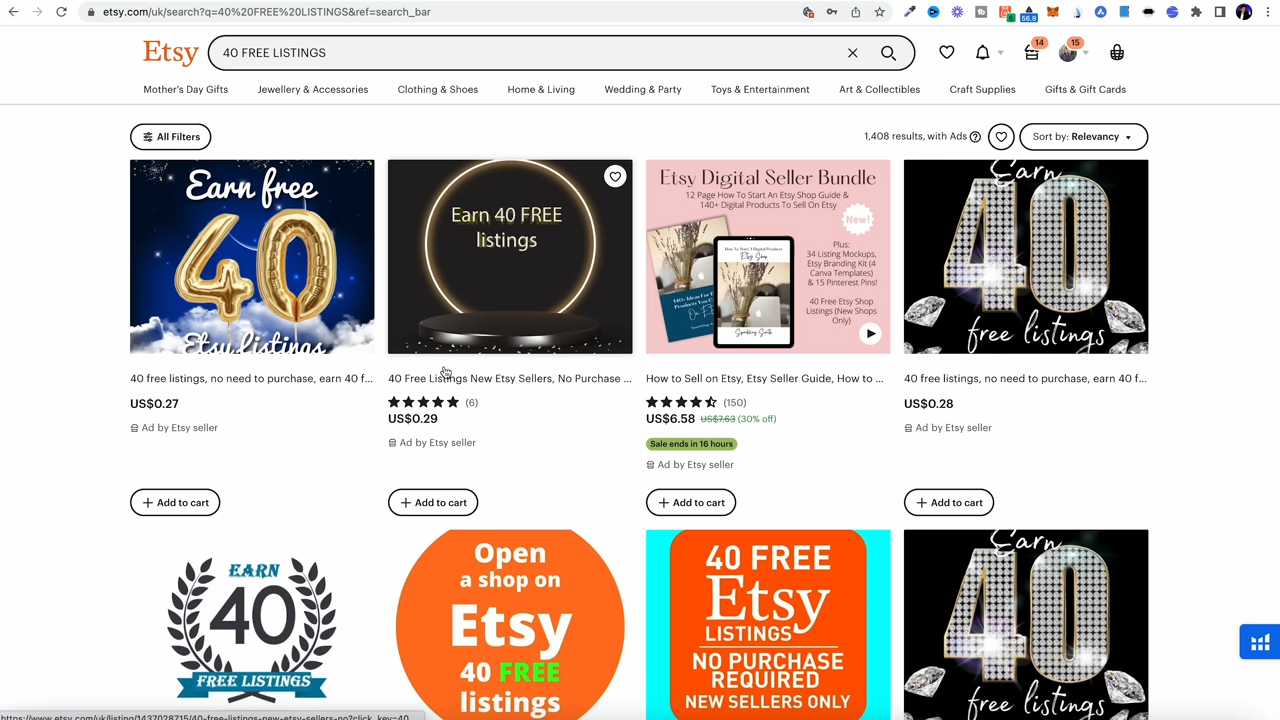 etsy.com/uk/search?q=40%20FREE%20LISTINGS&ref=search_bar
6
56.8
Etsy
40 FREE LISTINGS
14
15
Mother's Day Gifts
Jewellery & Accessories
Clothing & Shoes
Home & Living
Wedding & Party
Toys & Entertainment
Art & Collectibles
Craft Supplies
Gifts & Gift Cards
All Filters
1,408 results, with Ads
Sort by: Relevancy
Earn free
40
Etsy listings
Earn 40 FREE
listings
Etsy Digital Seller Bundle
12 Page How To Start An Etsy Shop Guide &
140+ Digital Products To Sell On Etsy
New!
Plus:
34 Listing Mockups,
Etsy Branding Kit (4
Canva Templates)
& 15 Pinterest Pins!
40 Free Etsy Shop
Listings (New Shops
Only)
Earn
40
free listings
40 free listings, no need to purchase, earn 40 f...
US$0.27
Ad by Etsy seller
40 Free Listings New Etsy Sellers, No Purchase ...
(6)
US$0.29
Ad by Etsy seller
How to Sell on Etsy, Etsy Seller Guide, How to ...
(150)
US$6.58 US$7.63 (30% off)
Sale ends in 16 hours
Ad by Etsy seller
40 free listings, no need to purchase, earn 40 f...
US$0.28
Ad by Etsy seller
+ Add to cart
+ Add to cart
+ Add to cart
+ Add to cart
EARN
40
FREE LISTINGS
Open
a shop on
Etsy
40 FREE
listings
40 FREE
Etsy
LISTINGS
NO PURCHASE
REQUIRED
NEW SELLERS ONLY
Earn
40
free listings
https://www.etsy.com/uk/listing/1437028715/40-free-listings-new-etsy-sellers-no?click_key=40...